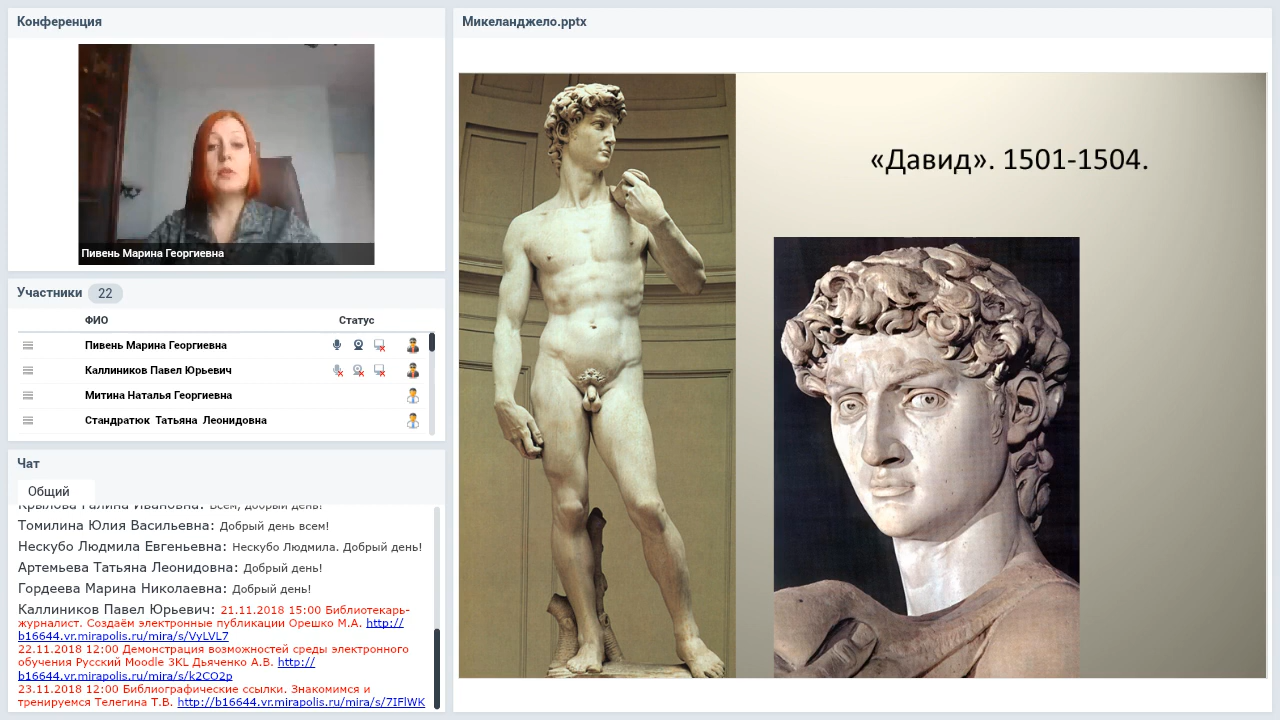 Конференция
Пивень Марина Георгиевна
Участники 22
ФИО Статус
Пивень Марина Георгиевна
Каллиников Павел Юрьевич
Митина Наталья Георгиевна
Стандратюк Татьяна Леонидовна
Чат
Общий
Крылова Галина Ивановна: Всем, добрый день!
Томилина Юлия Васильевна: Добрый день всем!
Нескубо Людмила Евгеньевна: Нескубо Людмила. Добрый день!
Артемьева Татьяна Леонидовна: Добрый день!
Гордеева Марина Николаевна: Добрый день!
Каллиников Павел Юрьевич: 21.11.2018 15:00 Библиотекарь-
журналист. Создаём электронные публикации Орешко М.А. http://
b16644.vr.mirapolis.ru/mira/s/VyLVL7
22.11.2018 12:00 Демонстрация возможностей среды электронного
обучения Русский Moodle 3KL Дьяченко А.В. http://
b16644.vr.mirapolis.ru/mira/s/k2CO2p
23.11.2018 12:00 Библиографические ссылки. Знакомимся и
тренируемся Телегина Т.В. http://b16644.vr.mirapolis.ru/mira/s/7IFlWK
Микеланджело.pptx
«Давид». 1501-1504.